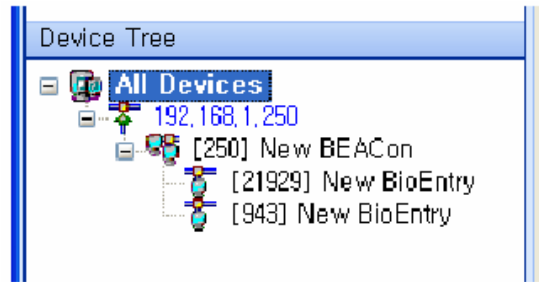 Device Tree
All Devices
192,168,1,250
[250] New BEACon
[21929] New BioEntry
[943] New BioEntry